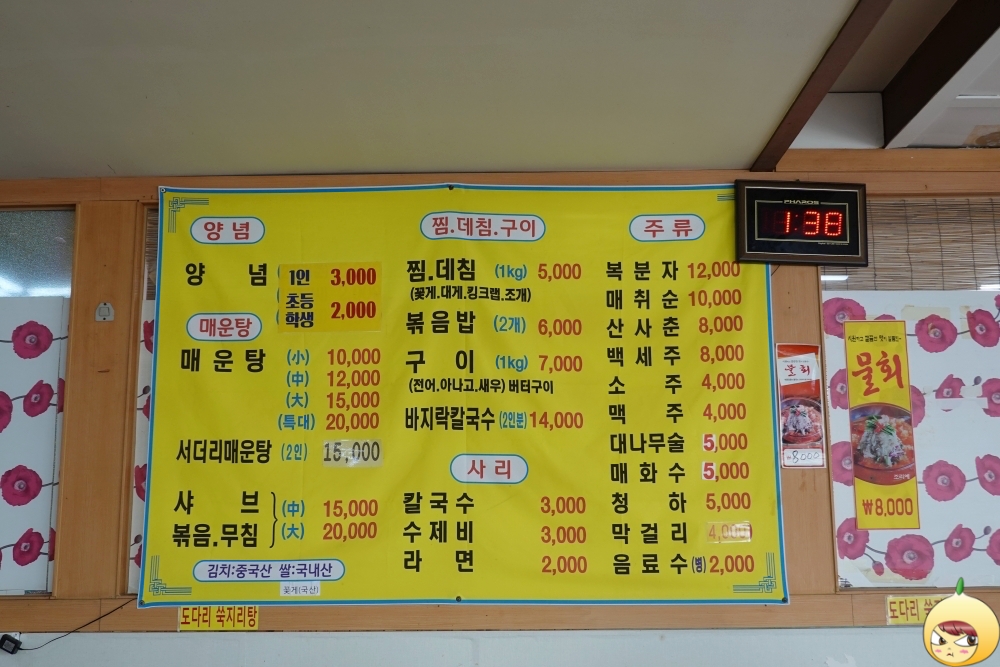 양념
양 념
1인 3,000
초등
학생 2,000
매운탕
매 운 탕 (小) 10,000
(中) 12,000
(大) 15,000
(특대) 20,000
서더리매운탕 (2인) 15,000
샤 브 (中) 15,000
볶음.무침 (大) 20,000
김치:중국산 쌀:국내산
꽃게(국산)
찜.데침.구이
찜.데침 (1kg) 5,000
(꽃게.대게.킹크랩.조개)
볶음밥 (2개) 6,000
구 이 (1kg) 7,000
(전어.아나고.새우) 버터구이
바지락칼국수 (2인분) 14,000
사리
칼국수 3,000
수제비 3,000
라 면 2,000
주류
복분자 12,000
매취순 10,000
산사춘 8,000
백세주 8,000
소 주 4,000
맥 주 4,000
대나무술 5,000
매화수 5,000
청 하 5,000
막걸리 4,000
음료수 (병) 2,000
PHAROS
1:38
물회
₩8,000
물회
₩8,000
도다리 쑥지리탕
도다리 쑥